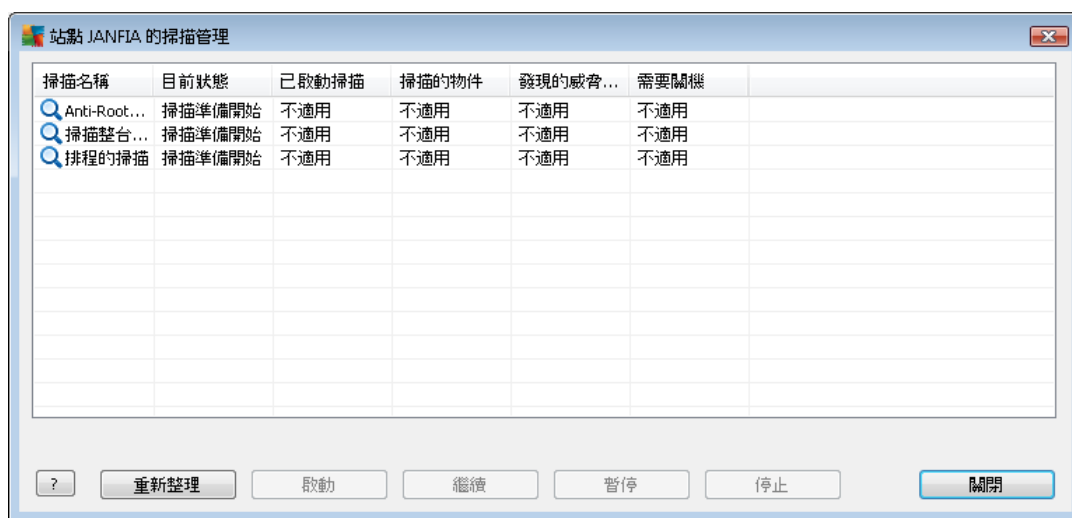 站點 JANFIA 的掃描管理
掃描名稱 目前狀態 已啟動掃描 掃描的物件 發現的威脅... 需要關機
Anti-Root... 掃描準備開始 不適用 不適用 不適用 不適用
掃描整台... 掃描準備開始 不適用 不適用 不適用 不適用
排程的掃描 掃描準備開始 不適用 不適用 不適用 不適用
? 重新整理 啟動 繼續 暫停 停止 關閉